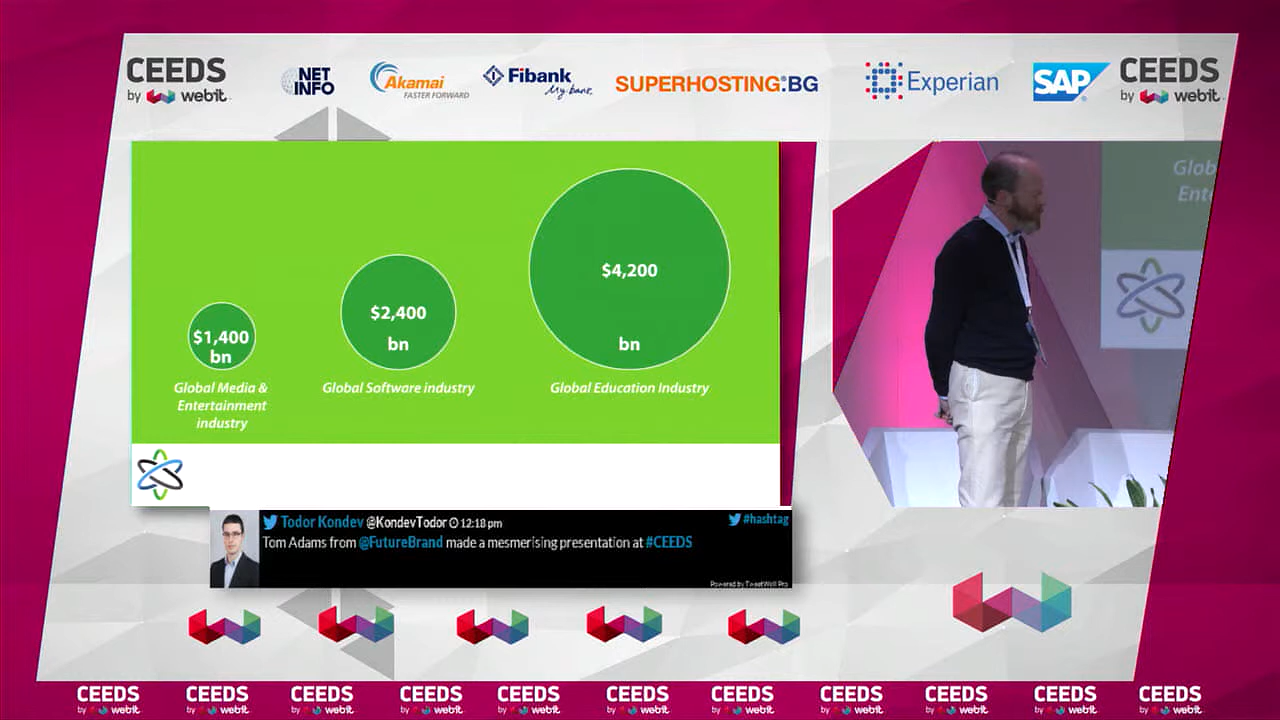 CEEDS
by webit
NET
INFO
Akamai
FASTER FORWARD
Fibank
My bank.
SUPERHOSTING.BG
Experian
SAP
CEEDS
by webit
$1,400
bn
Global Media &
Entertainment
industry
$2,400
bn
Global Software industry
$4,200
bn
Global Education Industry
Glob
Ente
Todor Kondev @KondevTodor 12:18 pm
#hashtag
Tom Adams from @FutureBrand made a mesmerising presentation at #CEEDS
Powered by TweetWall Pro
CEEDS
by webit
CEEDS
by webit
CEEDS
by webit
CEEDS
by webit
CEEDS
by webit
CEEDS
by webit
CEEDS
by webit
CEEDS
by webit
CEEDS
by webit
CEEDS
by webit
CEEDS
by webit